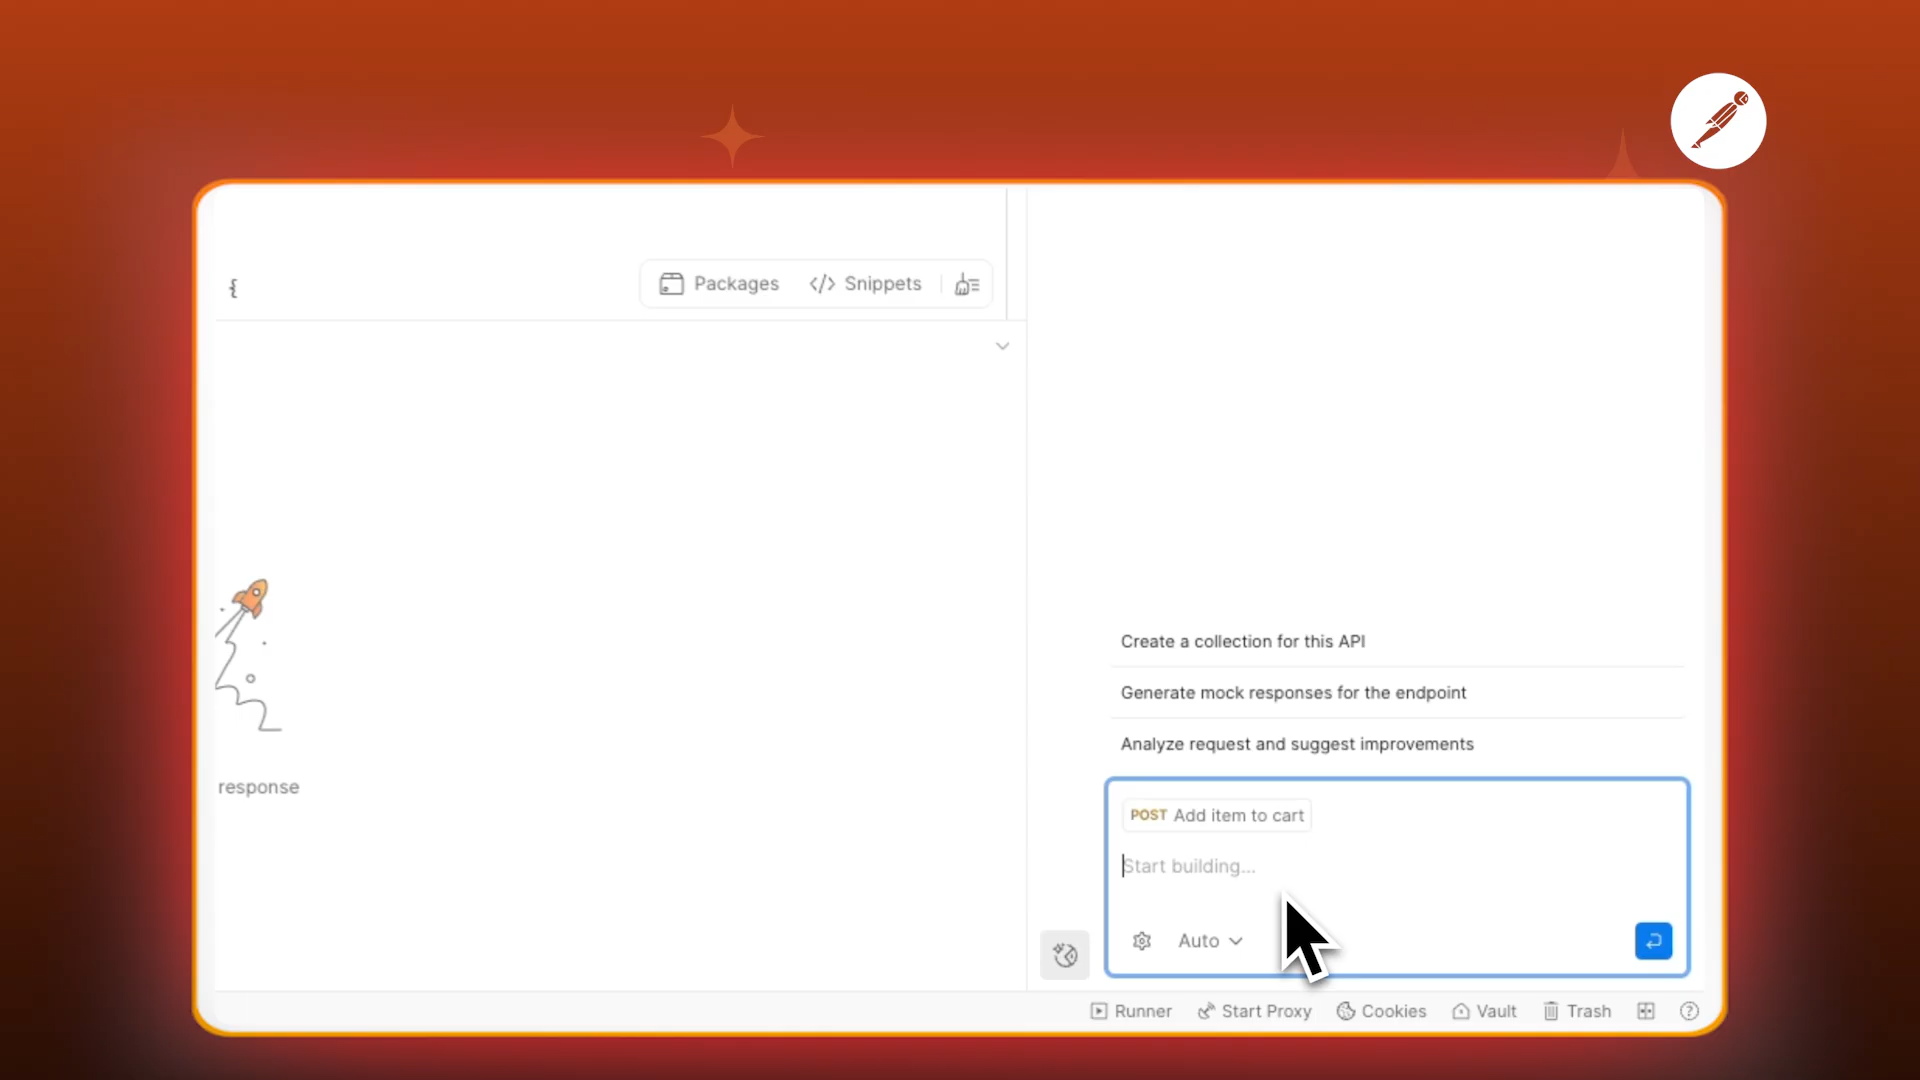 {
Packages
</> Snippets
response
Create a collection for this API
Generate mock responses for the endpoint
Analyze request and suggest improvements
POST Add item to cart
Start building...
Auto
Runner Start Proxy Cookies Vault Trash